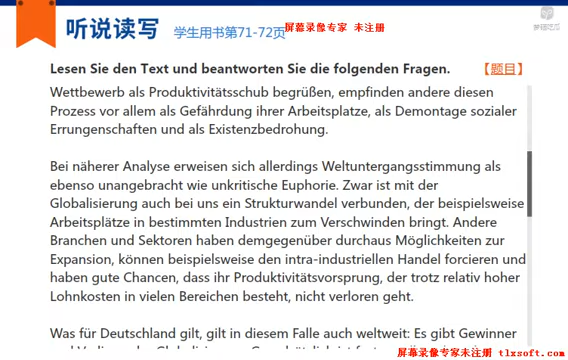 听说读写 学生用书第71-72页 屏幕录像专家 未注册
Lesen Sie den Text und beantworten Sie die folgenden Fragen. 【题目】
Wettbewerb als Produktivitätsschub begrüßen, empfinden andere diesen
Prozess vor allem als Gefährdung ihrer Arbeitsplatze, als Demontage sozialer
Errungenschaften und als Existenzbedrohung.
Bei näherer Analyse erweisen sich allerdings Weltuntergangsstimmung als
ebenso unangebracht wie unkritische Euphorie. Zwar ist mit der
Globalisierung auch bei uns ein Strukturwandel verbunden, der beispielsweise
Arbeitsplätze in bestimmten Industrien zum Verschwinden bringt. Andere
Branchen und Sektoren haben demgegenüber durchaus Möglichkeiten zur
Expansion, können beispielsweise den intra-industriellen Handel forcieren und
haben gute Chancen, dass ihr Produktivitätsvorsprung, der trotz relativ hoher
Lohnkosten in vielen Bereichen besteht, nicht verloren geht.
Was für Deutschland gilt, gilt in diesem Falle auch weltweit: Es gibt Gewinner
屏幕录像专家未注册 tlxsoft.com